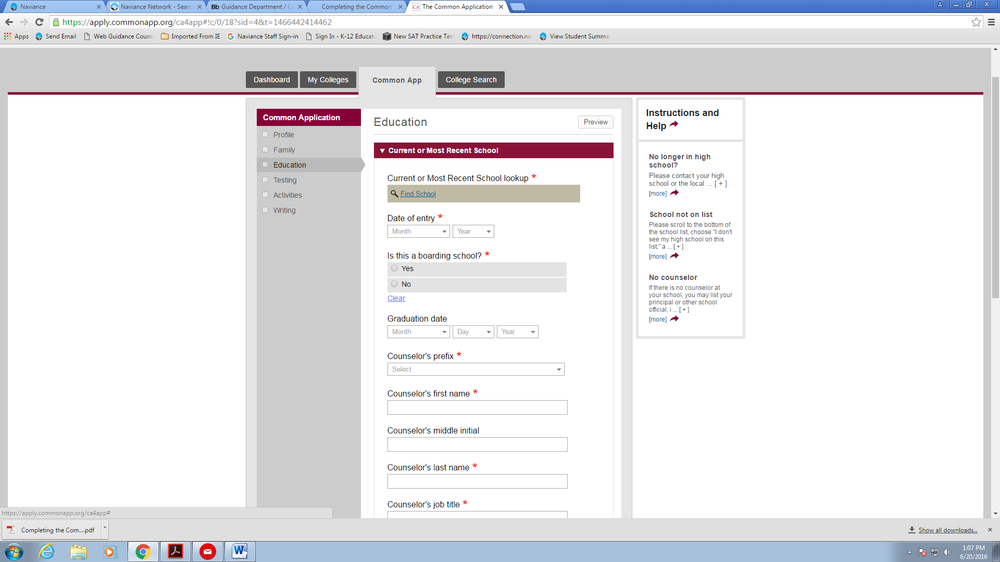 Naviance
Naviance Network - Searc
Bb Guidance Department / C
Completing the Common
CA The Common Application
https://apply.commonapp.org/ca4app#!c/0/18?sid=4&t=1466442414462
Apps Send Email Web Guidance Couns Imported From IE Naviance Staff Sign-in Sign In - K-12 Educat New SAT Practice Test https://connection.na View Student Summa
Dashboard My Colleges Common App College Search
Common Application
Profile
Family
Education
Testing
Activities
Writing
Education
Preview
Current or Most Recent School
Current or Most Recent School lookup *
Find School
Date of entry *
Month Year
Is this a boarding school? *
Yes
No
Clear
Graduation date
Month Day Year
Counselor's prefix *
Select
Counselor's first name *
Counselor's middle initial
Counselor's last name *
Counselor's job title *
Instructions and
Help
No longer in high
school?
Please contact your high
school or the local ... [ + ]
[more]
School not on list
Please scroll to the bottom of
the school list, choose "I don't
see my high school on this
list," a ... [ + ]
[more]
No counselor
If there is no counselor at
your school, you may list your
principal or other school
official, i ... [ + ]
[more]
https://apply.commonapp.org/ca4app#
Completing the Com....pdf
Show all downloads...
1:07 PM
6/20/2016